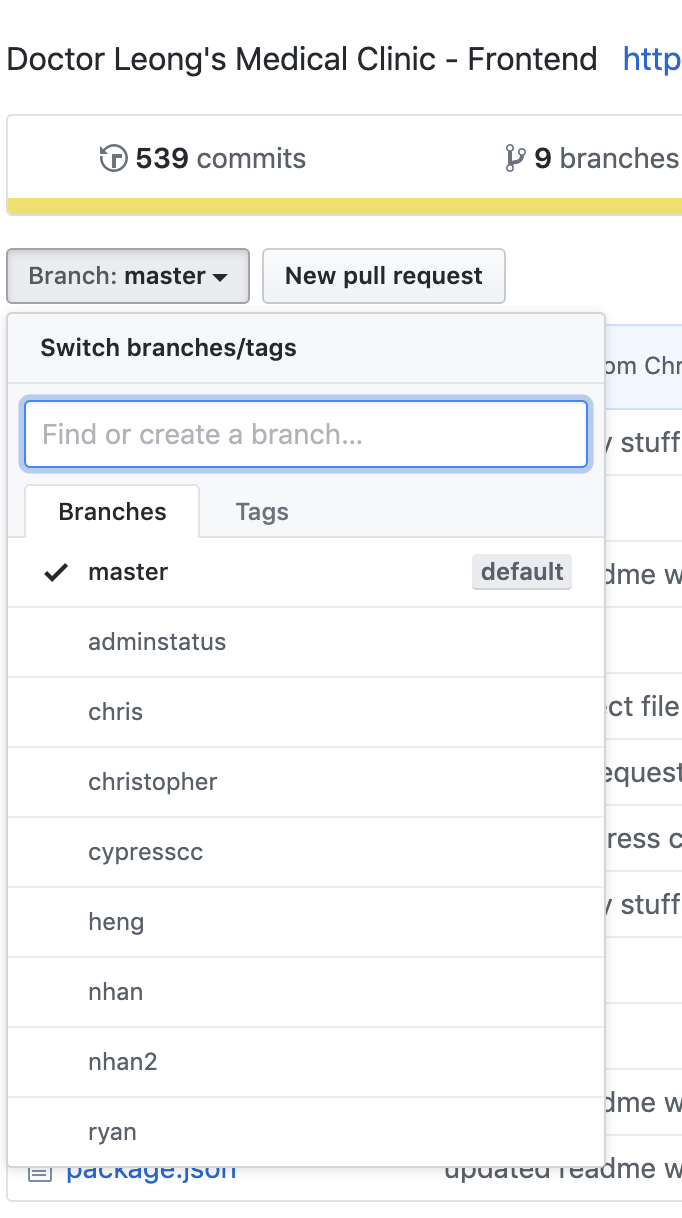 Doctor Leong's Medical Clinic - Frontend http
539 commits 9 branches
Branch: master New pull request
Switch branches/tags
om Chr
Find or create a branch...
y stuff
Branches Tags
master default
dme w
adminstatus
chris
ct file
christopher
equest
cypresscc
ress c
heng
y stuff
nhan
nhan2
dme w
ryan
package.json updated readme w